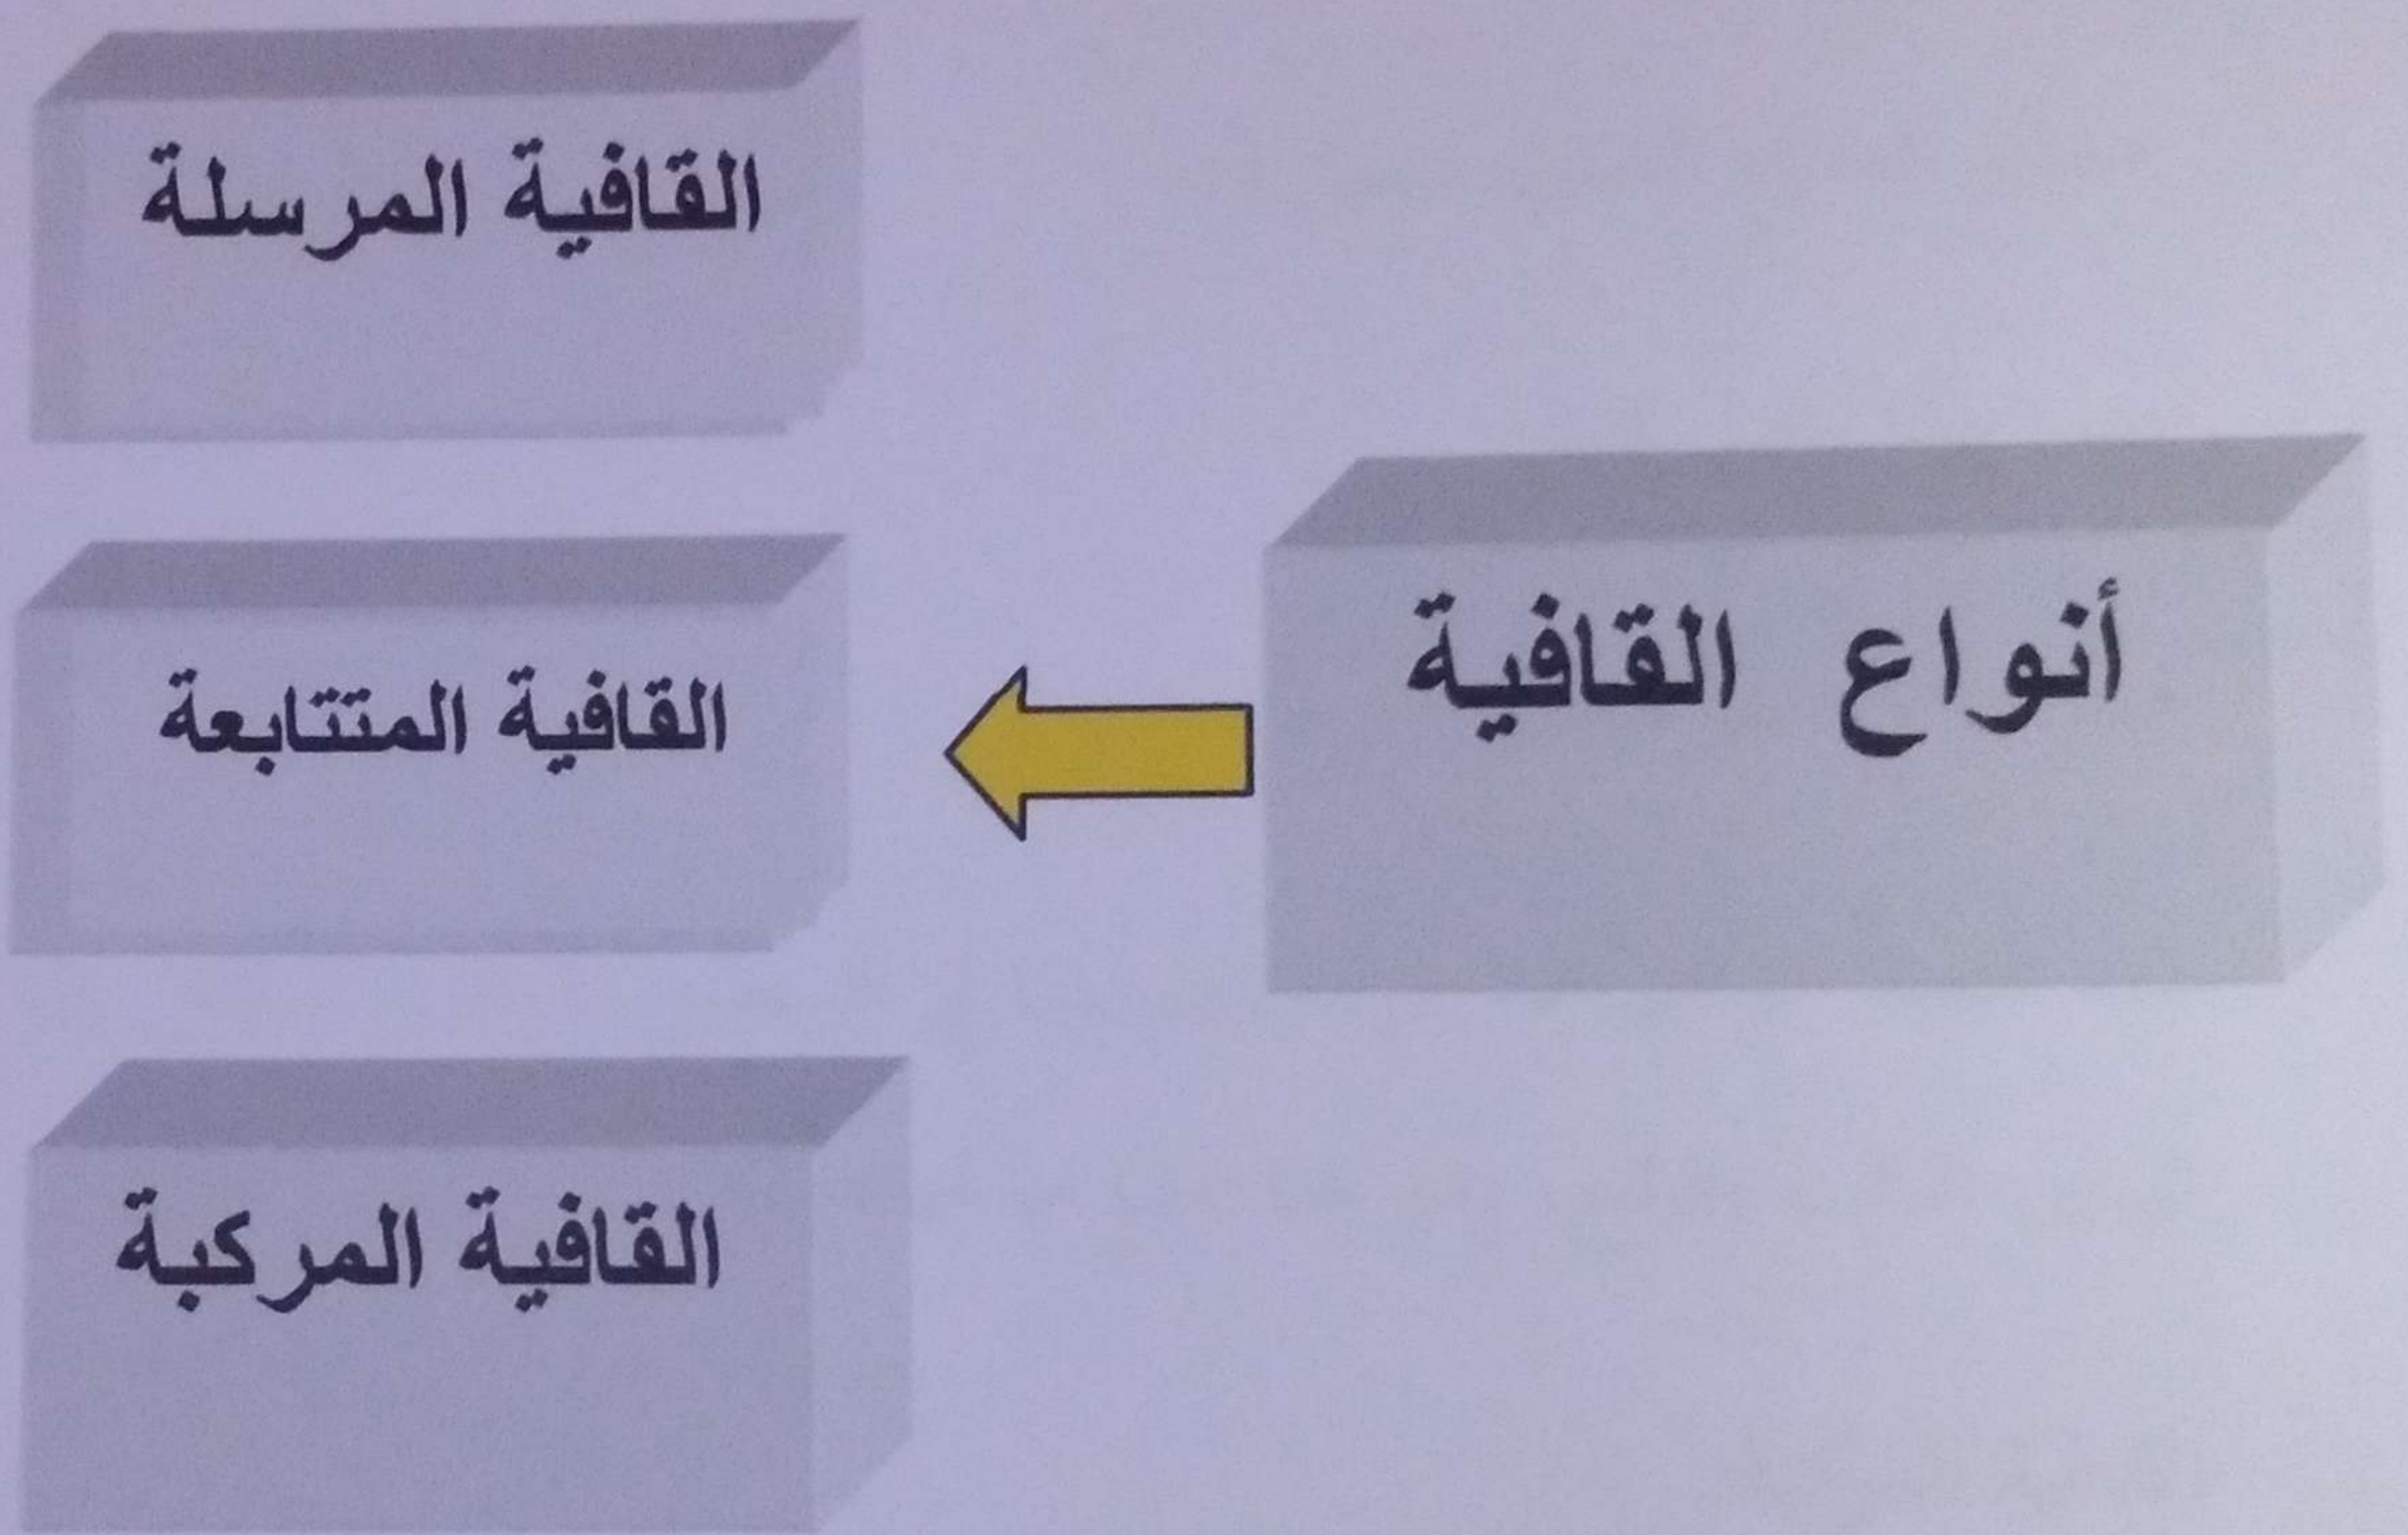 أنواع القافية
القافية المرسلة
القافية المتتابعة
القافية المركبة